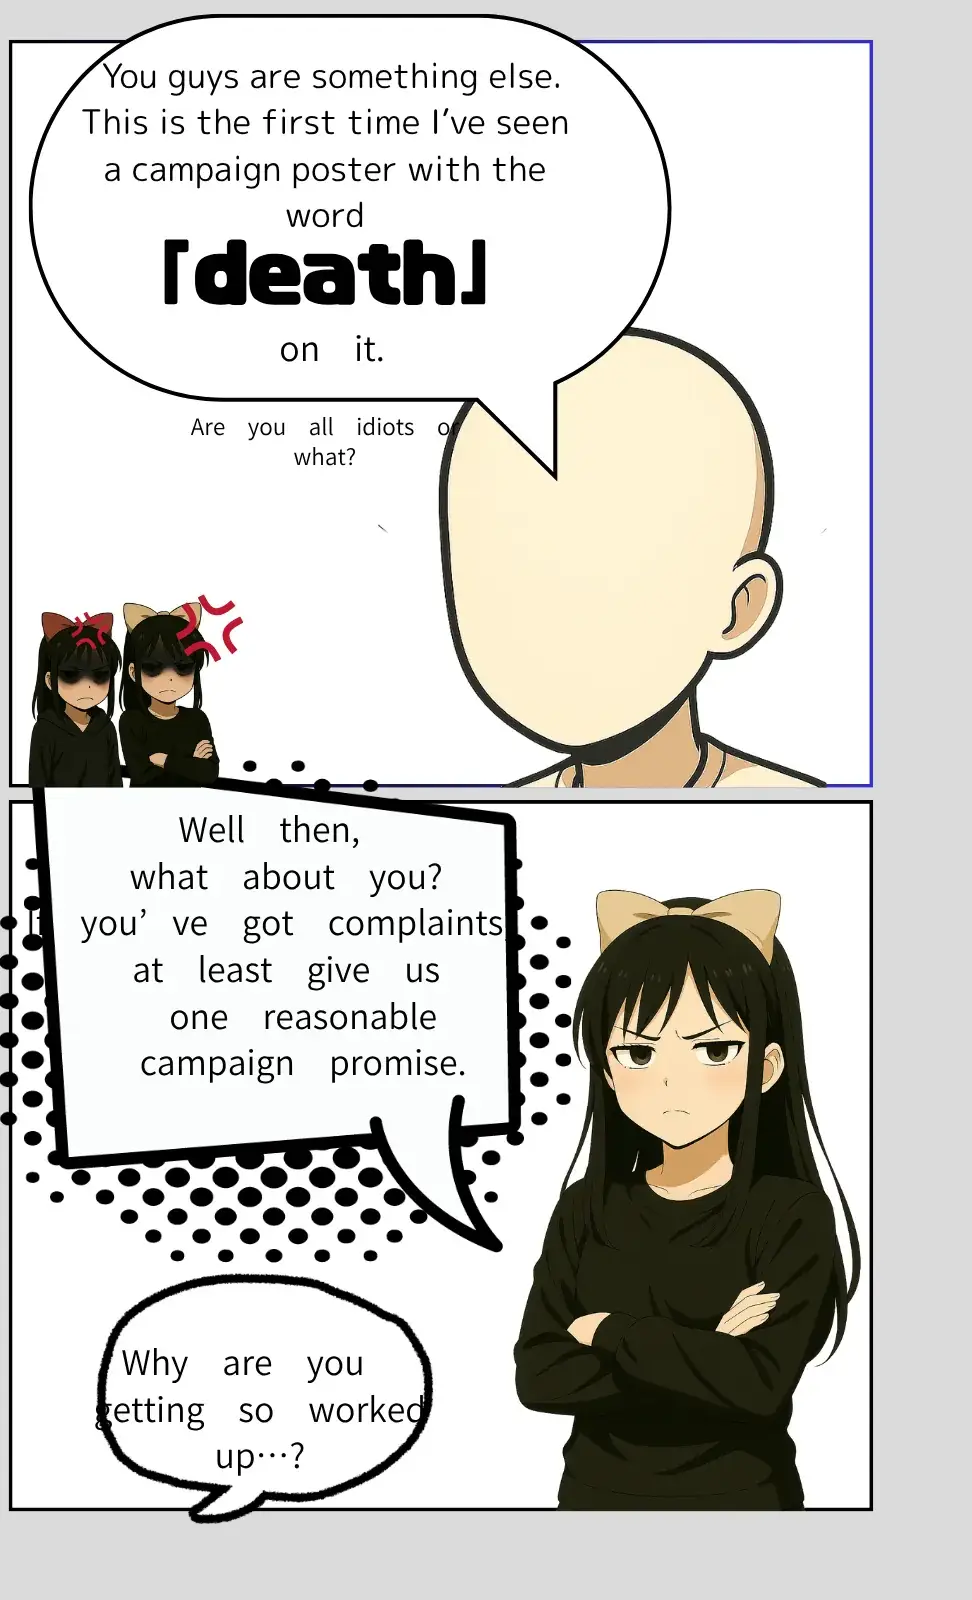 You guys are something else.
This is the first time I’ve seen
a campaign poster with the
word
「death」
on it.
Are you all idiots or
what?
Well then,
what about you?
you’ve got complaints,
at least give us
one reasonable
campaign promise.
Why are you
getting so worked
up…?